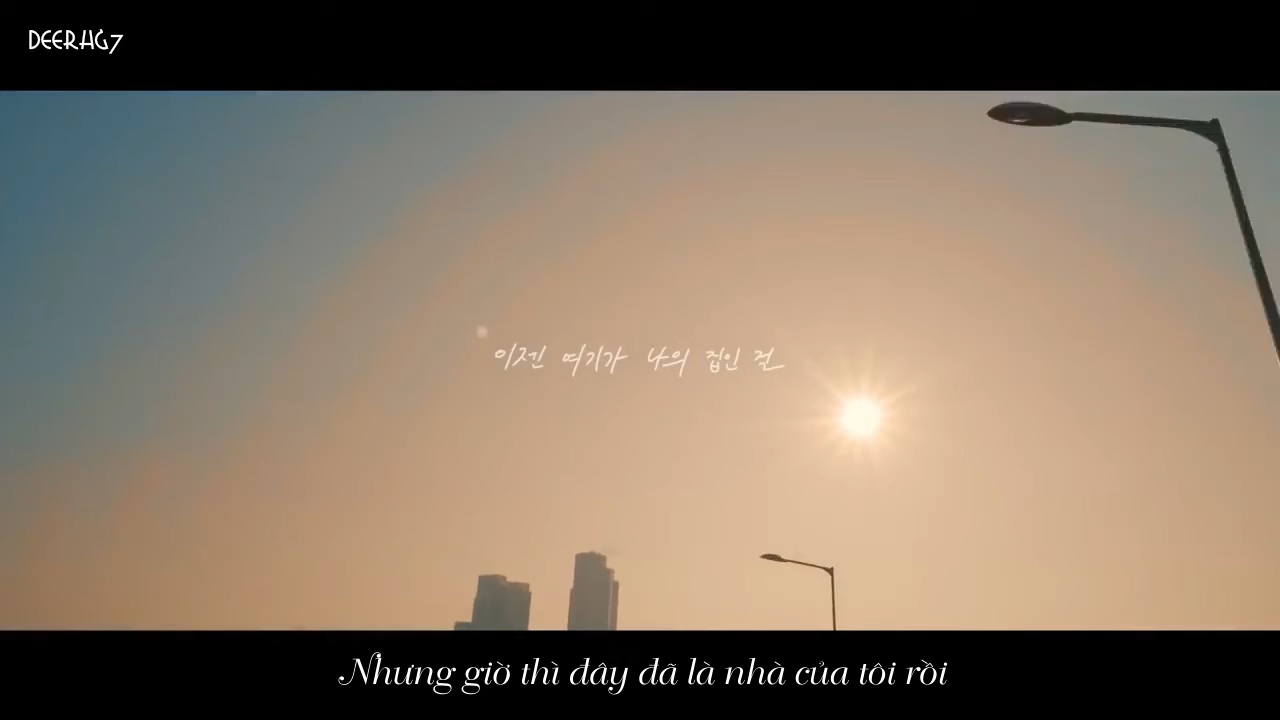 DEERHG7
이젠 여기가 나의 집인 걸
Nhưng giờ thì đây đã là nhà của tôi rồi